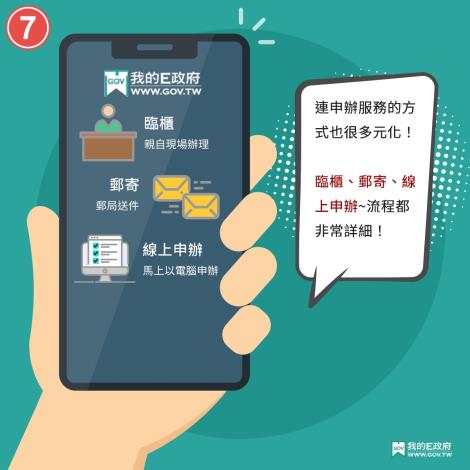 7
GOV 我的E政府
WWW.GOV.TW
臨櫃
親自現場辦理
郵寄
郵局送件
線上申辦
馬上以電腦申辦
連申辦服務的方
式也很多元化！
臨櫃、郵寄、線
上申辦~流程都
非常詳細！
GOV 我的E政府
WWW.GOV.TW